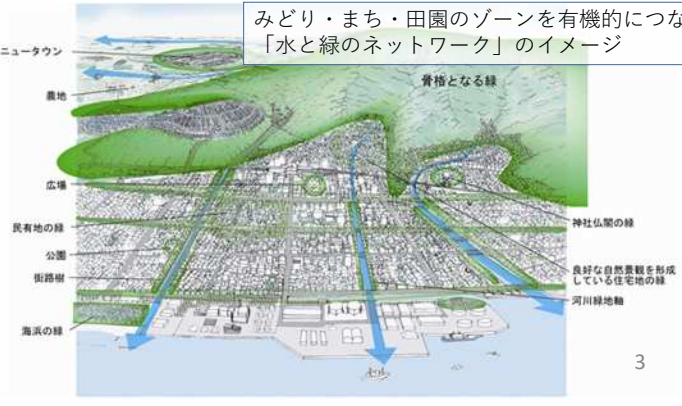 みどり・まち・田園のゾーンを有機的につな
「水と緑のネットワーク」のイメージ
ニュータウン
農地
骨格となる緑
広場
民有地の緑
公園
街路樹
海浜の緑
神社仏閣の緑
良好な自然景観を形成
している住宅地の緑
河川緑地軸
3